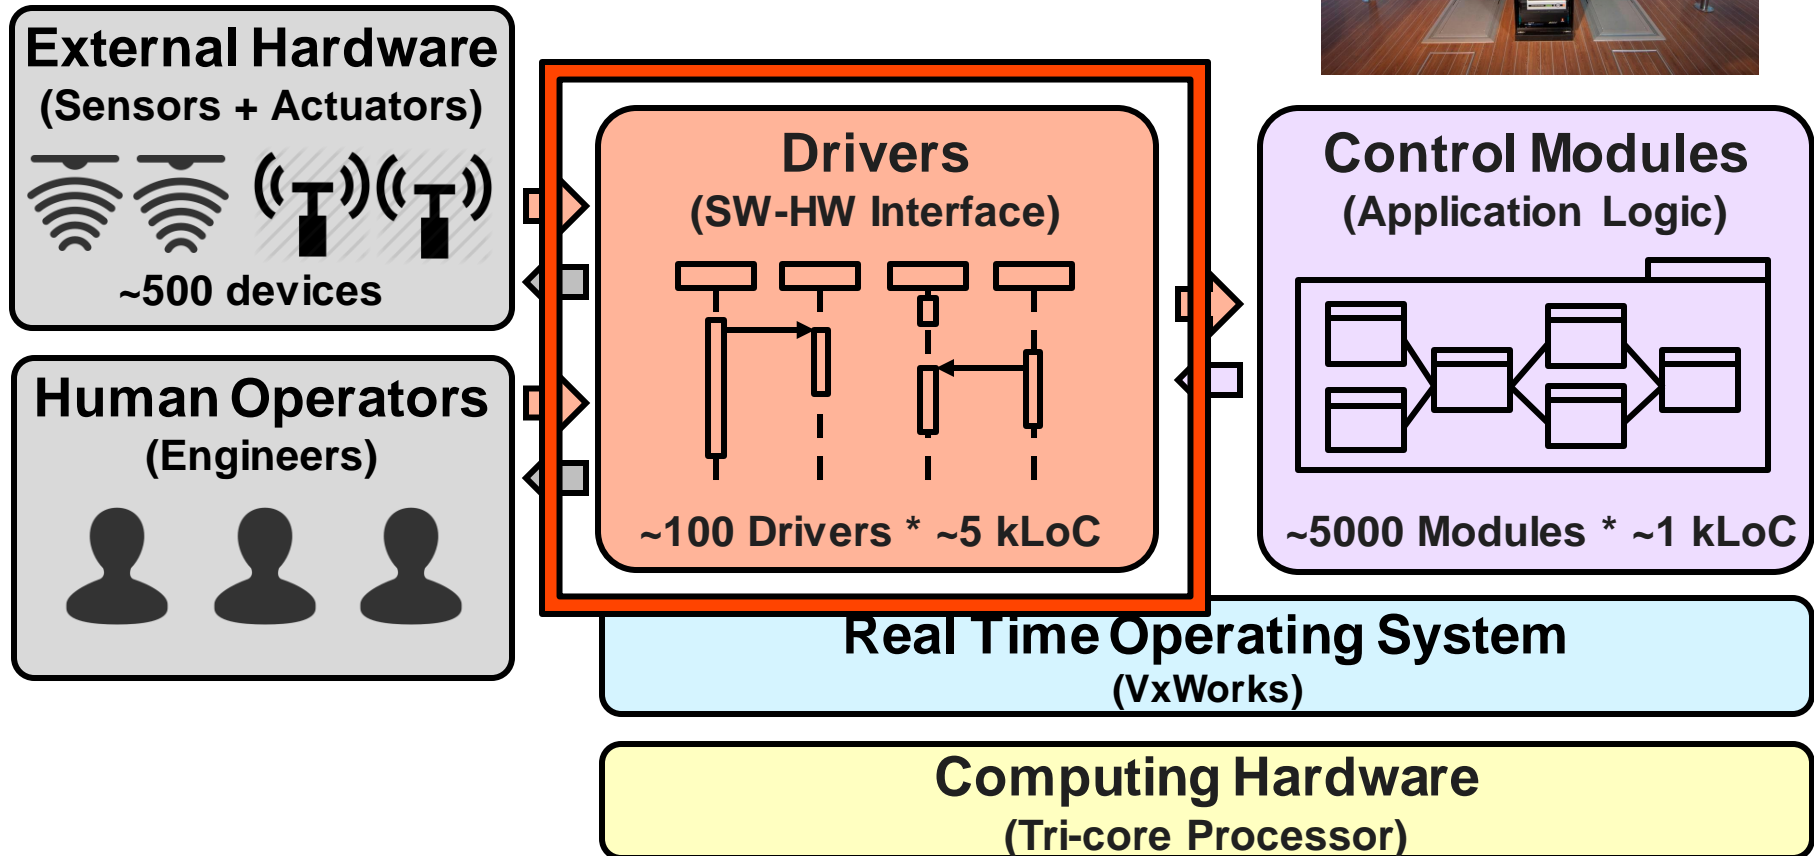 External Hardware
(Sensors + Actuators)
~500 devices
Human Operators
(Engineers)
Drivers
(SW-HW Interface)
~100 Drivers * ~5 kLoC
Control Modules
(Application Logic)
~5000 Modules * ~1 kLoC
Real Time Operating System
(VxWorks)
Computing Hardware
(Tri-core Processor)